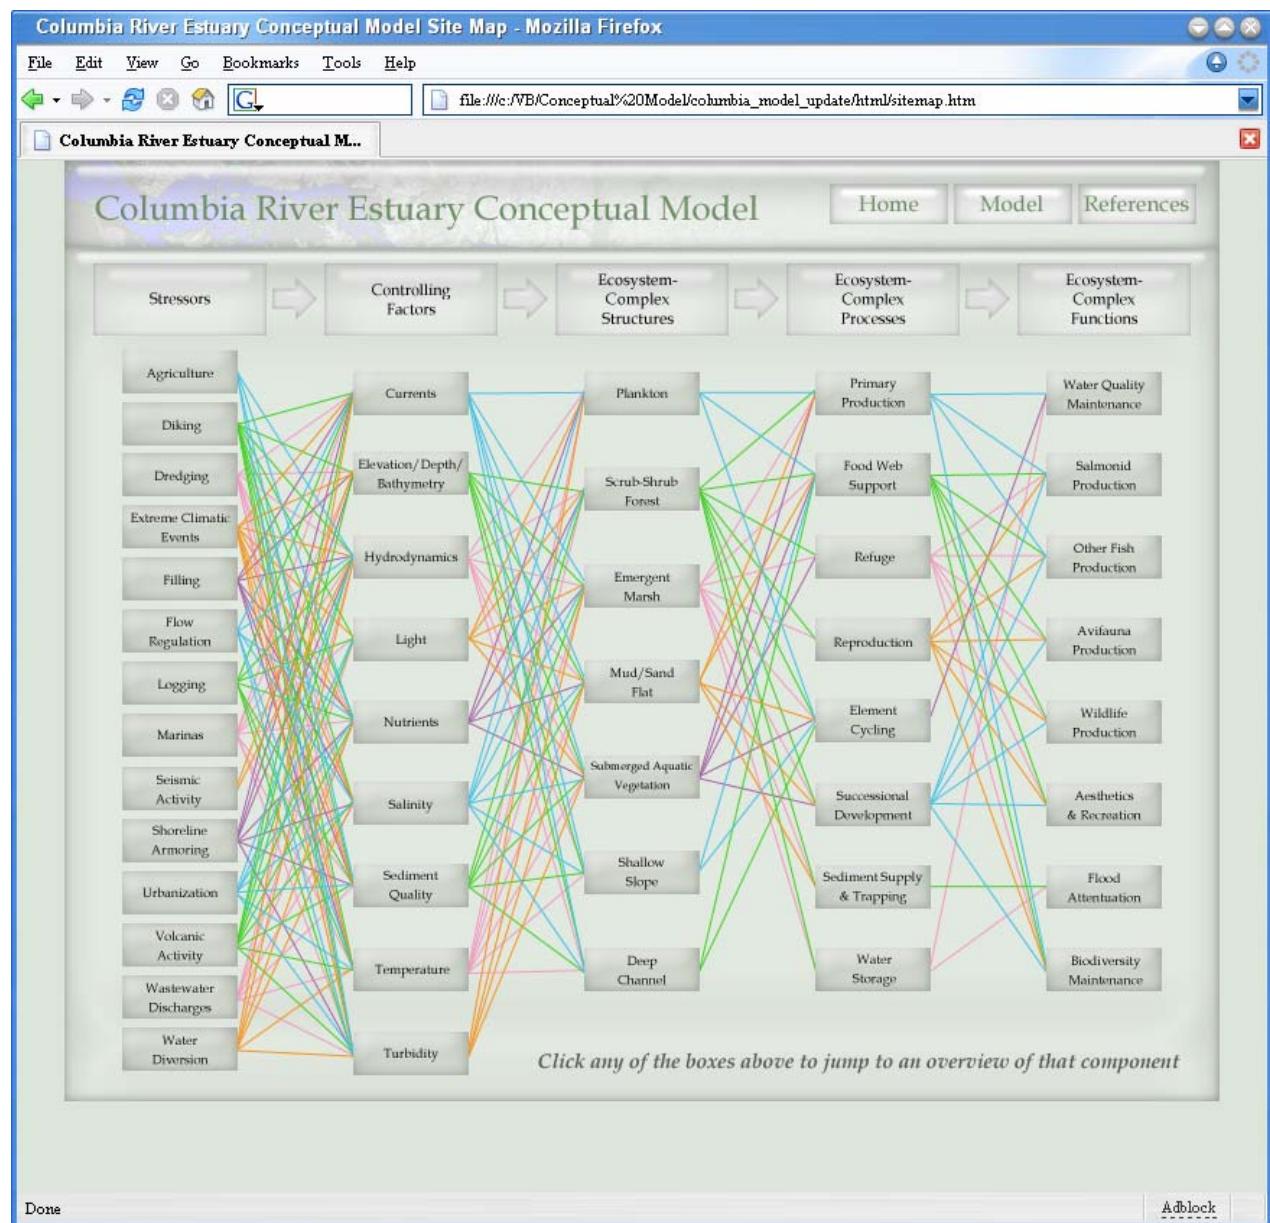 Columbia River Estuary Conceptual Model Site Map - Mozilla Firefox
File Edit View Go Bookmarks Tools Help
G file:///c:/VB/Conceptual%20Model/columbia_model_update/html/sitemap.htm
Columbia River Estuary Conceptual M...
Columbia River Estuary Conceptual Model
Home Model References
Stressors
Controlling
Factors
Ecosystem-
Complex
Structures
Ecosystem-
Complex
Processes
Ecosystem-
Complex
Functions
Agriculture
Diking
Dredging
Extreme Climatic
Events
Filling
Flow
Regulation
Logging
Marinas
Seismic
Activity
Shoreline
Armoring
Urbanization
Volcanic
Activity
Wastewater
Discharges
Water
Diversion
Currents
Elevation/Depth/
Bathymetry
Hydrodynamics
Light
Nutrients
Salinity
Sediment
Quality
Temperature
Turbidity
Plankton
Scrub-Shrub
Forest
Emergent
Marsh
Mud/Sand
Flat
Submerged Aquatic
Vegetation
Shallow
Slope
Deep
Channel
Primary
Production
Food Web
Support
Refuge
Reproduction
Element
Cycling
Successional
Development
Sediment Supply
& Trapping
Water
Storage
Water Quality
Maintenance
Salmonid
Production
Other Fish
Production
Avifauna
Production
Wildlife
Production
Aesthetics
& Recreation
Flood
Attentuation
Biodiversity
Maintenance
Click any of the boxes above to jump to an overview of that component
Done
Adblock